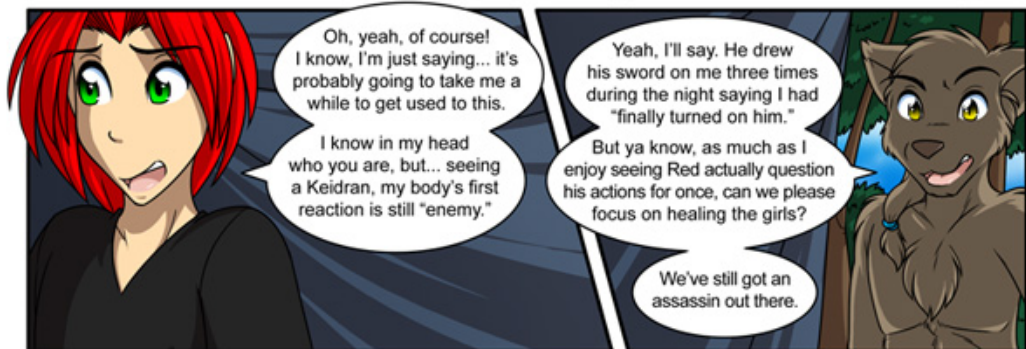 Oh, yeah, of course!
I know, I'm just saying... it's
probably going to take me a
while to get used to this.
I know in my head
who you are, but... seeing
a Keidran, my body's first
reaction is still “enemy.”
Yeah, I'll say. He drew
his sword on me three times
during the night saying I had
“finally turned on him.”
But ya know, as much as I
enjoy seeing Red actually question
his actions for once, can we please
focus on healing the girls?
We've still got an
assassin out there.